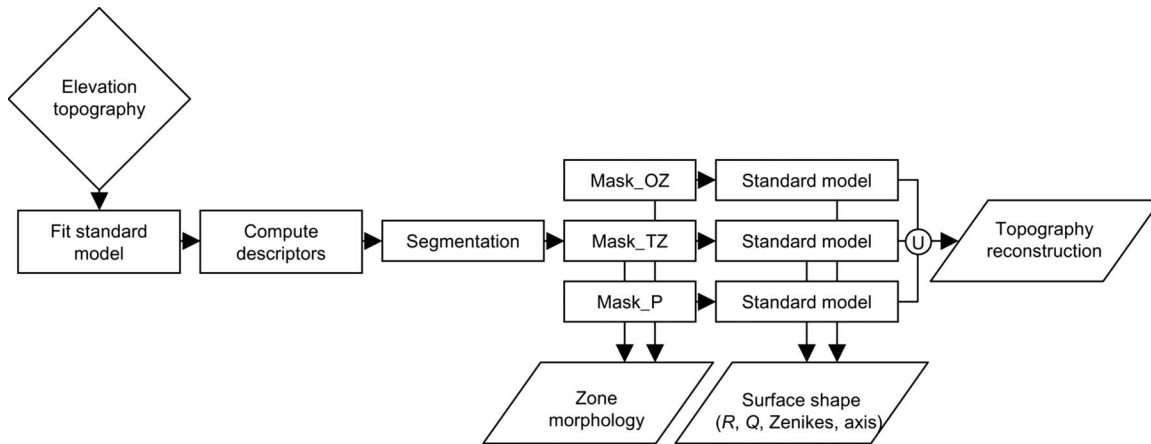 Elevation
topography
Fit standard
model
Compute
descriptors
Segmentation
Mask_OZ
Standard model
Mask_TZ
Standard model
U
Topography
reconstruction
Mask_P
Standard model
Zone
morphology
Surface shape
(R, Q, Zenikes, axis)